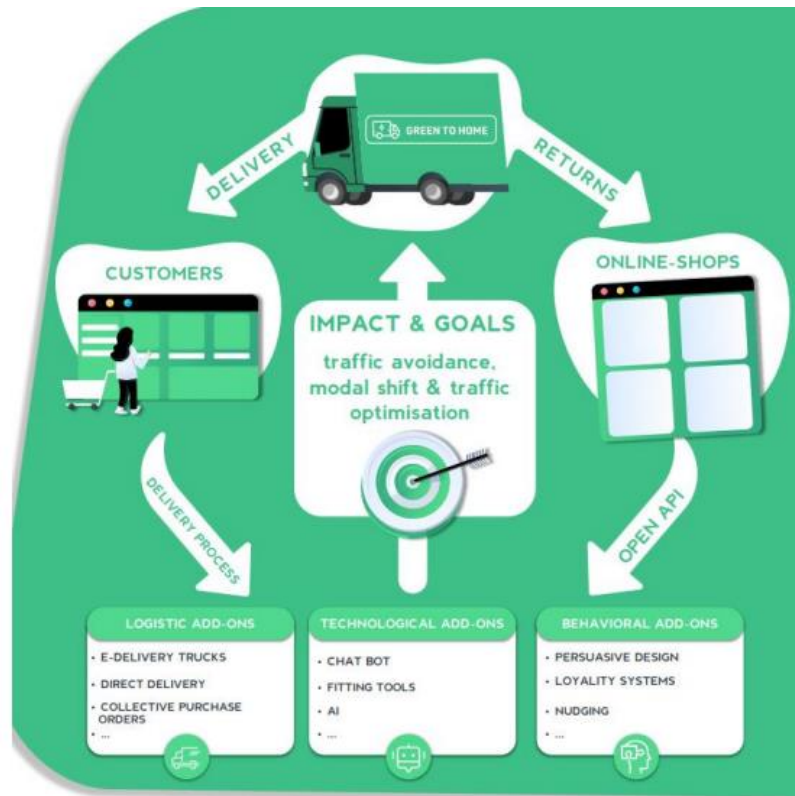 GREEN TO HOME
DELIVERY
RETURNS
CUSTOMERS
ONLINE-SHOPS
IMPACT & GOALS
traffic avoidance,
modal shift & traffic
optimisation
DELIVERY PROCESS
OPEN API
LOGISTIC ADD-ONS
• E-DELIVERY TRUCKS
• DIRECT DELIVERY
• COLLECTIVE PURCHASE
ORDERS
• ...
TECHNOLOGICAL ADD-ONS
• CHAT BOT
• FITTING TOOLS
• AI
• ...
BEHAVIORAL ADD-ONS
• PERSUASIVE DESIGN
• LOYALITY SYSTEMS
• NUDGING
• ...